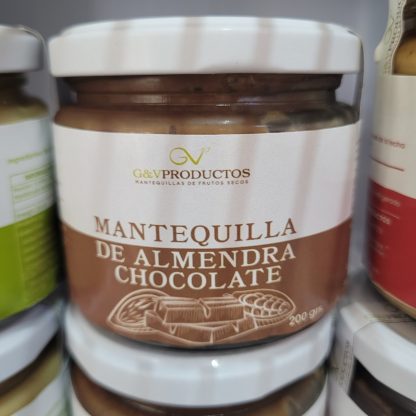 GV
G&VPRODUCTOS
MANTEQUILLAS DE FRUTOS SECOS
MANTEQUILLA
DE ALMENDRA
CHOCOLATE
200 grs.